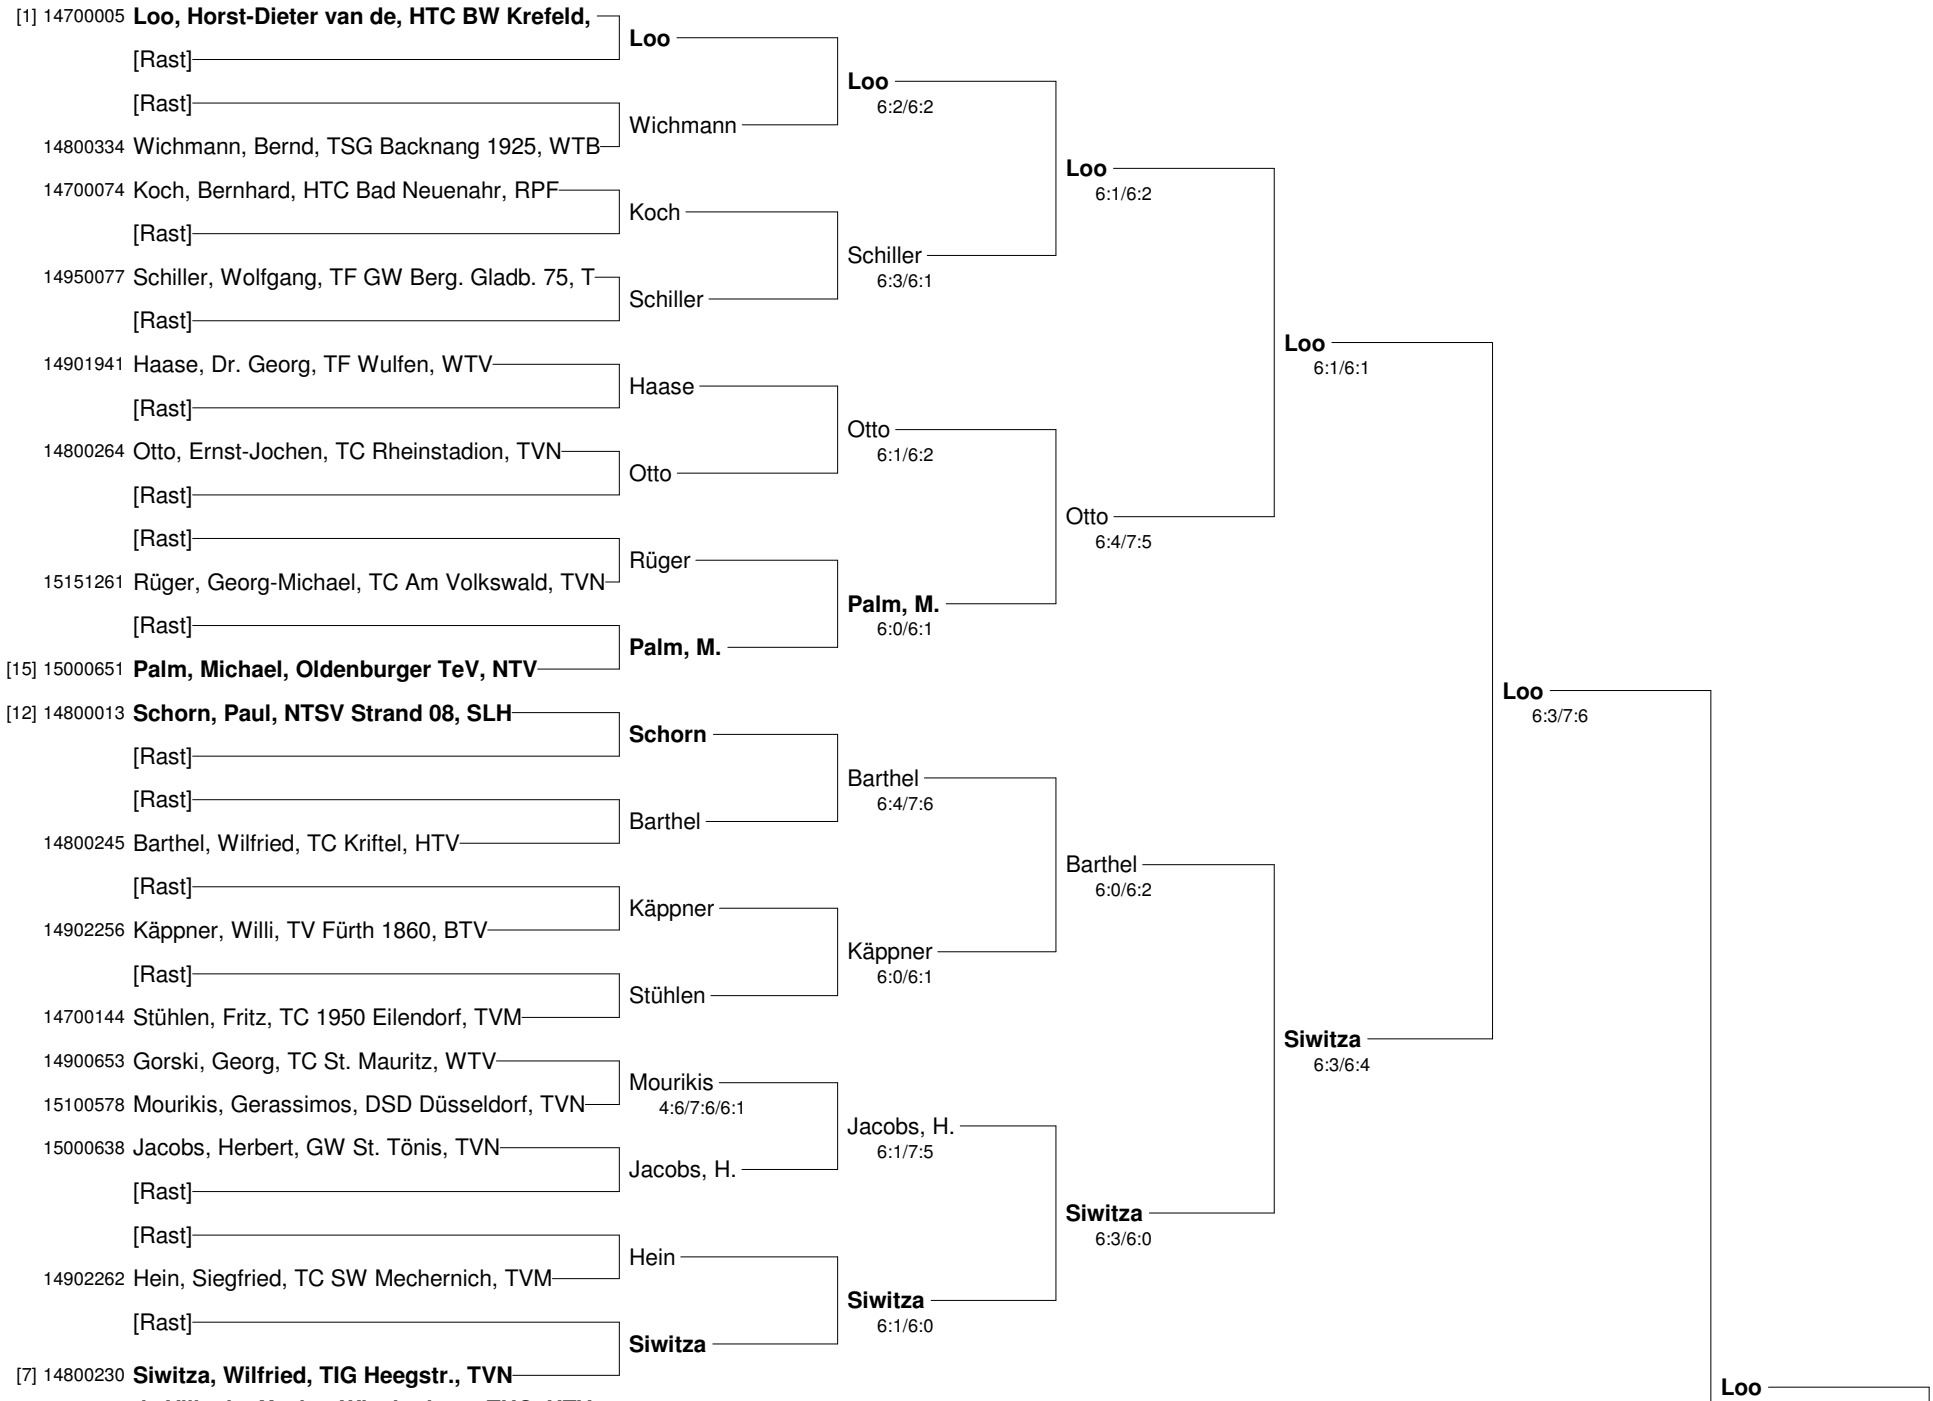 [1] 14700005 Loo, Horst-Dieter van de, HTC BW Krefeld,
[Rast]
[Rast]
14800334 Wichmann, Bernd, TSG Backnang 1925, WTB
14700074 Koch, Bernhard, HTC Bad Neuenahr, RPF
[Rast]
14950077 Schiller, Wolfgang, TF GW Berg. Gladb. 75, T
[Rast]
14901941 Haase, Dr. Georg, TF Wulfen, WTV
[Rast]
14800264 Otto, Ernst-Jochen, TC Rheinstadion, TVN
[Rast]
[Rast]
15151261 Rüger, Georg-Michael, TC Am Volkswald, TVN
[Rast]
[15] 15000651 Palm, Michael, Oldenburger TeV, NTV
[12] 14800013 Schorn, Paul, NTSV Strand 08, SLH
[Rast]
[Rast]
14800245 Barthel, Wilfried, TC Kriftel, HTV
[Rast]
14902256 Käppner, Willi, TV Fürth 1860, BTV
[Rast]
14700144 Stühlen, Fritz, TC 1950 Eilendorf, TVM
14900653 Gorski, Georg, TC St. Mauritz, WTV
15100578 Mourikis, Gerassimos, DSD Düsseldorf, TVN
15000638 Jacobs, Herbert, GW St. Tönis, TVN
[Rast]
[Rast]
14902262 Hein, Siegfried, TC SW Mechernich, TVM
[Rast]
[7] 14800230 Siwitza, Wilfried, TIG Heegstr., TVN
Loo
Wichmann
Koch
Schiller
Haase
Otto
Rüger
Palm, M.
Schorn
Barthel
Käppner
Stühlen
Mourikis
4:6/7:6/6:1
Jacobs, H.
Hein
Siwitza
Loo
6:2/6:2
Schiller
6:3/6:1
Otto
6:1/6:2
Palm, M.
6:0/6:1
Barthel
6:4/7:6
Käppner
6:0/6:1
Jacobs, H.
6:1/7:5
Siwitza
6:1/6:0
Loo
6:1/6:2
Otto
6:4/7:5
Barthel
6:0/6:2
Siwitza
6:3/6:0
Loo
6:1/6:1
Siwitza
6:3/6:4
Loo
6:3/7:6
Loo